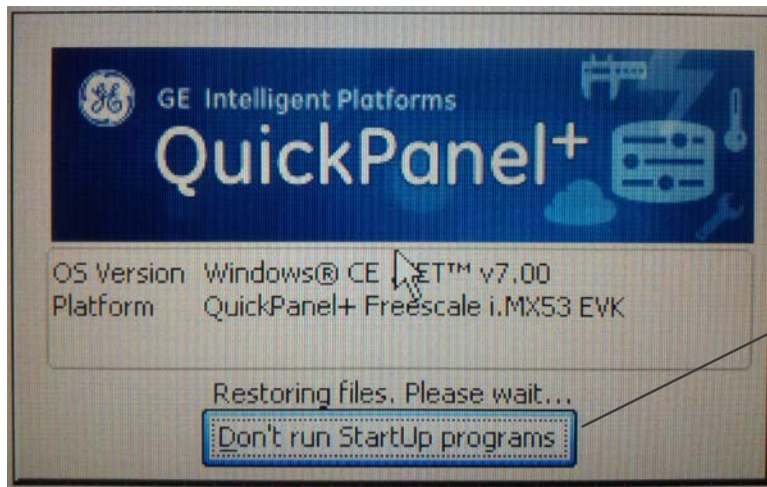 GE Intelligent Platforms
QuickPanel+
OS Version Windows® CE .NET™ v7.00
Platform QuickPanel+ Freescale i.MX53 EVK
Restoring files. Please wait...
Don't run StartUp programs